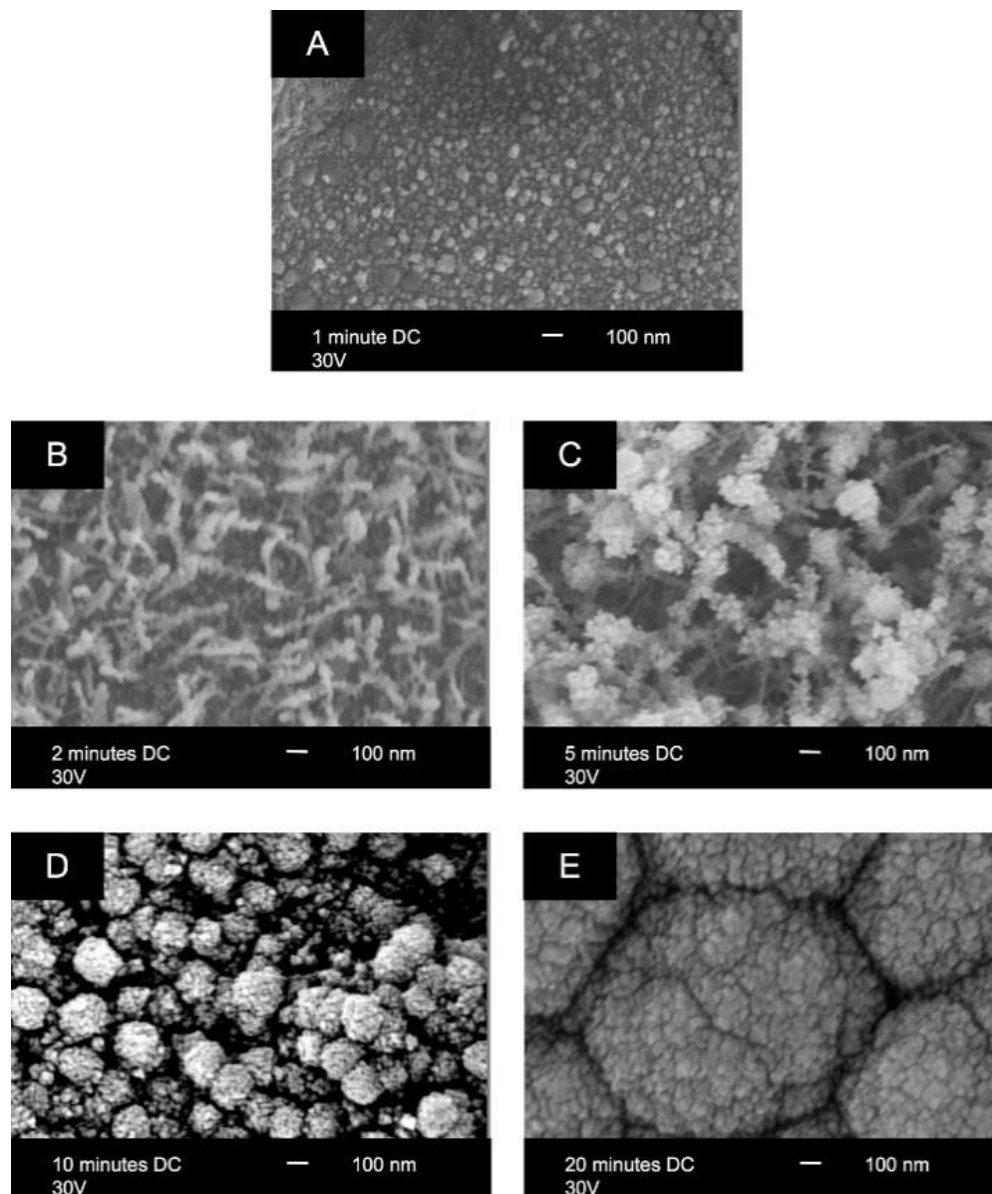 A
1 minute DC 100 nm
30V
B
2 minutes DC 100 nm
30V
C
5 minutes DC 100 nm
30V
D
10 minutes DC 100 nm
30V
E
20 minutes DC 100 nm
30V